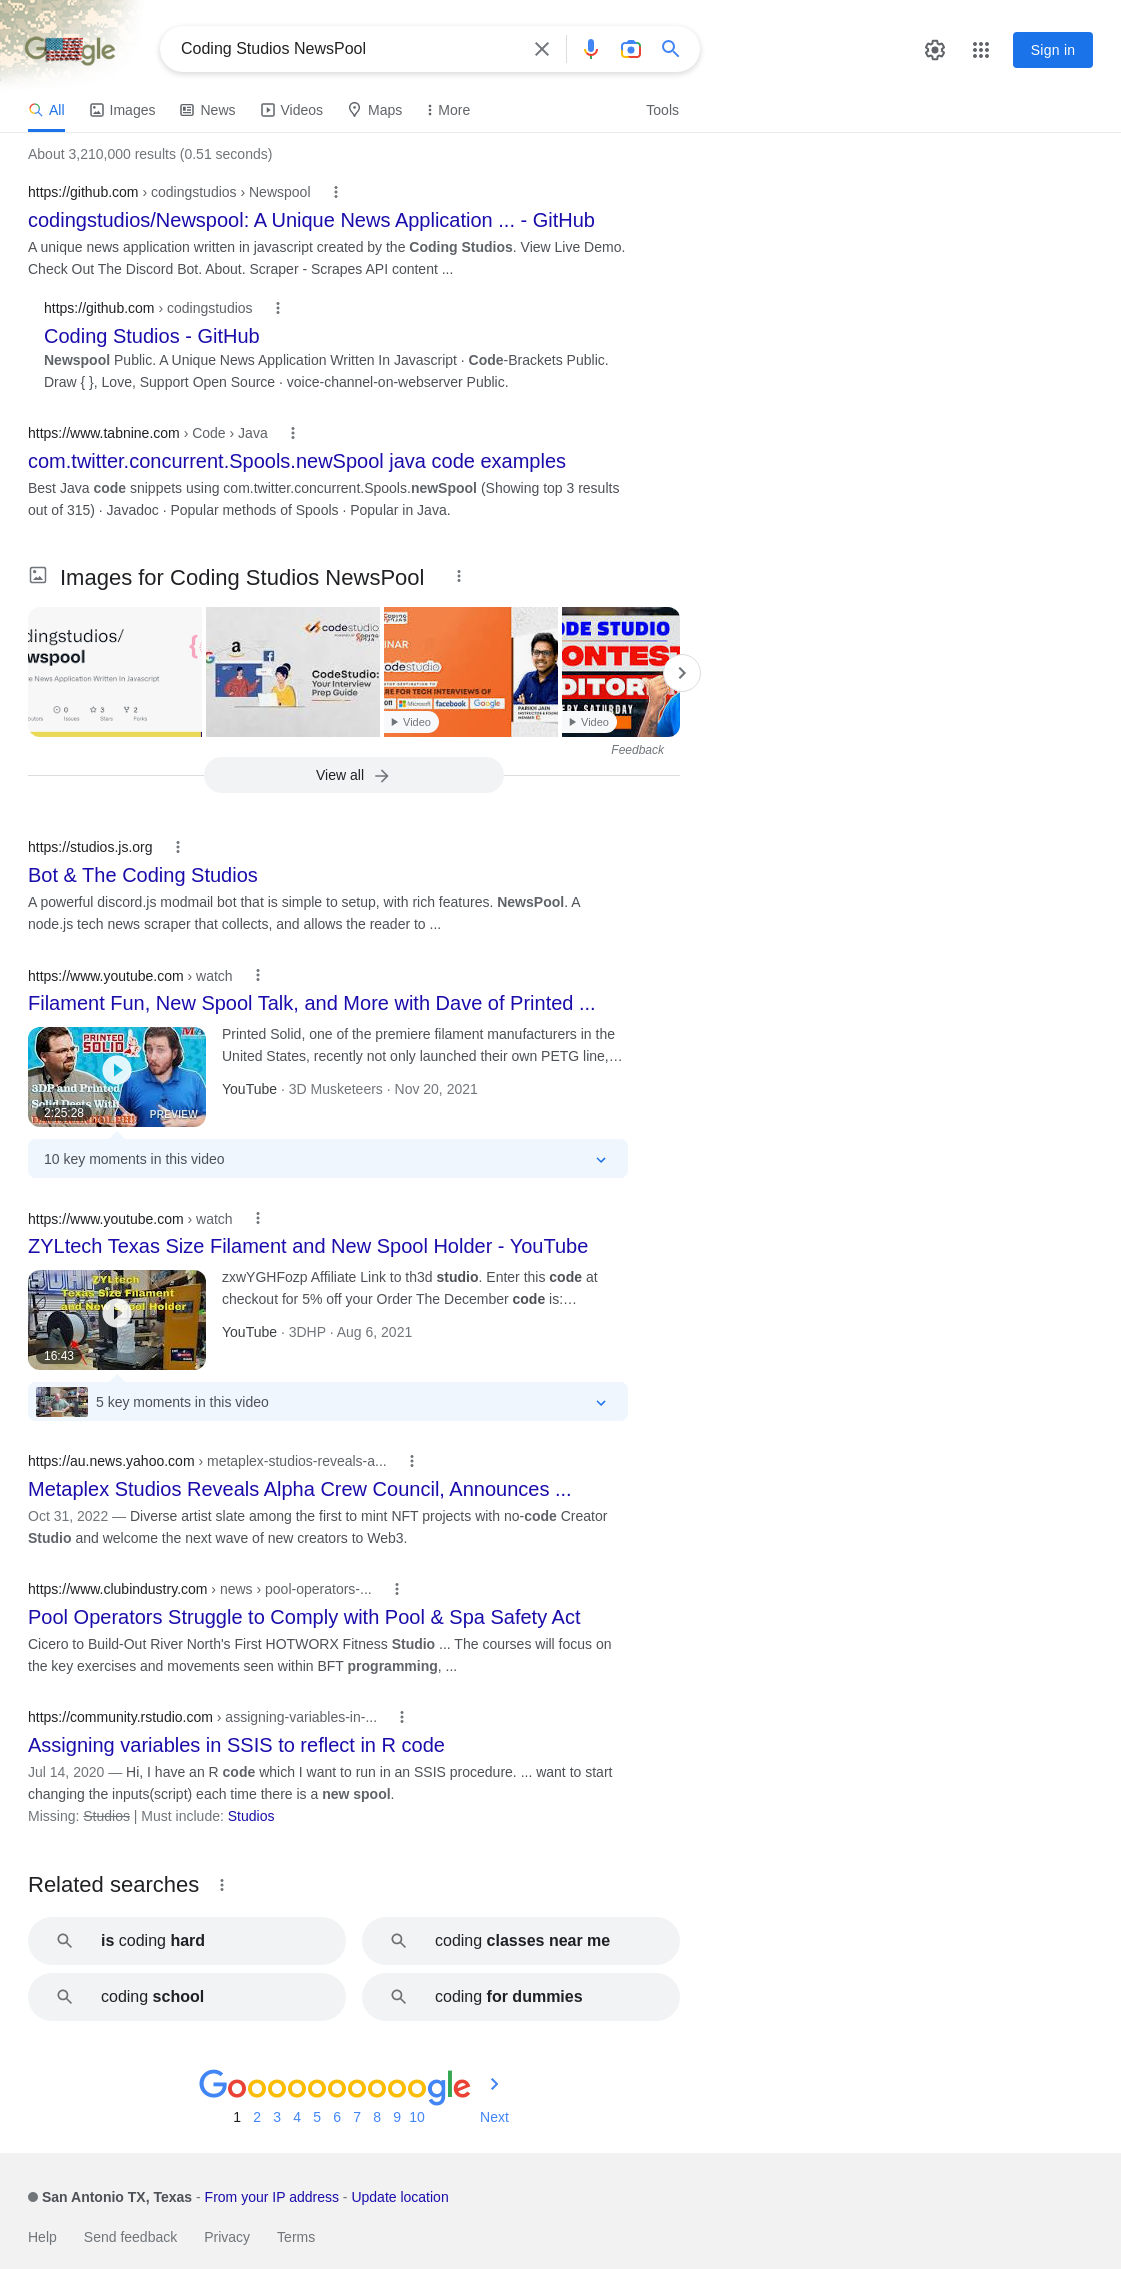 Google
Coding Studios NewsPool
Sign in
All
Images
News
Videos
Maps
More
Tools
About 3,210,000 results (0.51 seconds)
https://github.com › codingstudios › Newspool
codingstudios/Newspool: A Unique News Application ... - GitHub
A unique news application written in javascript created by the Coding Studios. View Live Demo.
Check Out The Discord Bot. About. Scraper - Scrapes API content ...
https://github.com › codingstudios
Coding Studios - GitHub
Newspool Public. A Unique News Application Written In Javascript · Code-Brackets Public.
Draw { }, Love, Support Open Source · voice-channel-on-webserver Public.
https://www.tabnine.com › Code › Java
com.twitter.concurrent.Spools.newSpool java code examples
Best Java code snippets using com.twitter.concurrent.Spools.newSpool (Showing top 3 results
out of 315) · Javadoc · Popular methods of Spools · Popular in Java.
Images for Coding Studios NewsPool
dingstudios/
wspool
e News Application Written In Javascript
0
3
2
Issues
Stars
Forks
codestudio
CodeStudio:
Your Interview
Prep Guide
INAR
codestudio
RE FOR TECH INTERVIEWS OF
on Microsoft facebook Google
PARIKH JAIN
Video
ODE STUDIO
CONTEST
DITOR
RY SATURDAY
Video
Feedback
View all
https://studios.js.org
Bot & The Coding Studios
A powerful discord.js modmail bot that is simple to setup, with rich features. NewsPool. A
node.js tech news scraper that collects, and allows the reader to ...
https://www.youtube.com › watch
Filament Fun, New Spool Talk, and More with Dave of Printed ...
PRINTED
SOLID
3DP and Printed
Solid Deets With
2:25:28
PREVIEW
Printed Solid, one of the premiere filament manufacturers in the
United States, recently not only launched their own PETG line,...
YouTube · 3D Musketeers · Nov 20, 2021
10 key moments in this video
https://www.youtube.com › watch
ZYLtech Texas Size Filament and New Spool Holder - YouTube
ZYLtech
Texas Size Filament
and New Spool Holder
16:43
zxwYGHFozp Affiliate Link to th3d studio. Enter this code at
checkout for 5% off your Order The December code is:...
YouTube · 3DHP · Aug 6, 2021
5 key moments in this video
https://au.news.yahoo.com › metaplex-studios-reveals-a...
Metaplex Studios Reveals Alpha Crew Council, Announces ...
Oct 31, 2022 — Diverse artist slate among the first to mint NFT projects with no-code Creator
Studio and welcome the next wave of new creators to Web3.
https://www.clubindustry.com › news › pool-operators-...
Pool Operators Struggle to Comply with Pool & Spa Safety Act
Cicero to Build-Out River North's First HOTWORX Fitness Studio ... The courses will focus on
the key exercises and movements seen within BFT programming, ...
https://community.rstudio.com › assigning-variables-in-...
Assigning variables in SSIS to reflect in R code
Jul 14, 2020 — Hi, I have an R code which I want to run in an SSIS procedure. ... want to start
changing the inputs(script) each time there is a new spool.
Missing: Studios | Must include: Studios
Related searches
is coding hard
coding classes near me
coding school
coding for dummies
Goooooooooogle
1 2 3 4 5 6 7 8 9 10 Next
San Antonio TX, Texas - From your IP address - Update location
Help Send feedback Privacy Terms